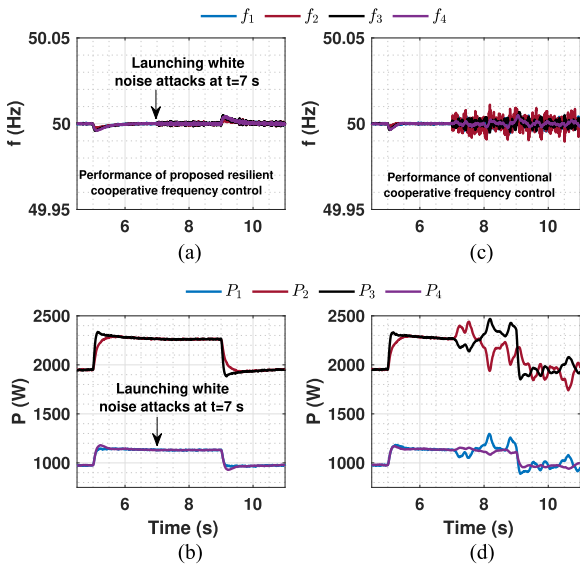 f1 f2 f3 f4
50.05
50
49.95
f (Hz)
Launching white
noise attacks at t=7 s
Performance of proposed resilient
cooperative frequency control
6 8 10
(a)
50.05
50
49.95
f (Hz)
Performance of conventional
cooperative frequency control
6 8 10
(c)
P1 P2 P3 P4
2500
2000
1500
1000
P (W)
Launching white
noise attacks at t=7 s
6 8 10
Time (s)
(b)
2500
2000
1500
1000
P (W)
6 8 10
Time (s)
(d)